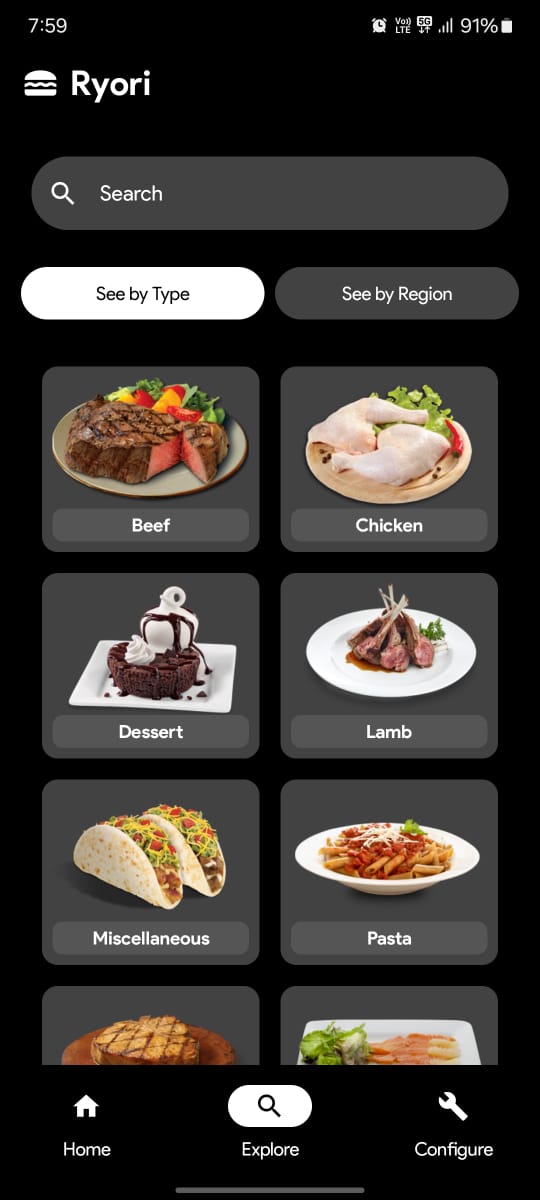 7:59
Vo)) LTE 5G 91%
Ryori
Search
See by Type
See by Region
Beef
Chicken
Dessert
Lamb
Miscellaneous
Pasta
Home
Explore
Configure